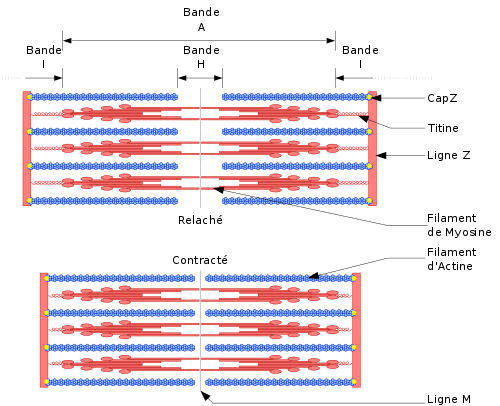 Bande
A
Bande
I
Bande
H
Bande
I
CapZ
Titine
Ligne Z
Relaché
Filament
de Myosine
Filament
d'Actine
Contracté
Ligne M